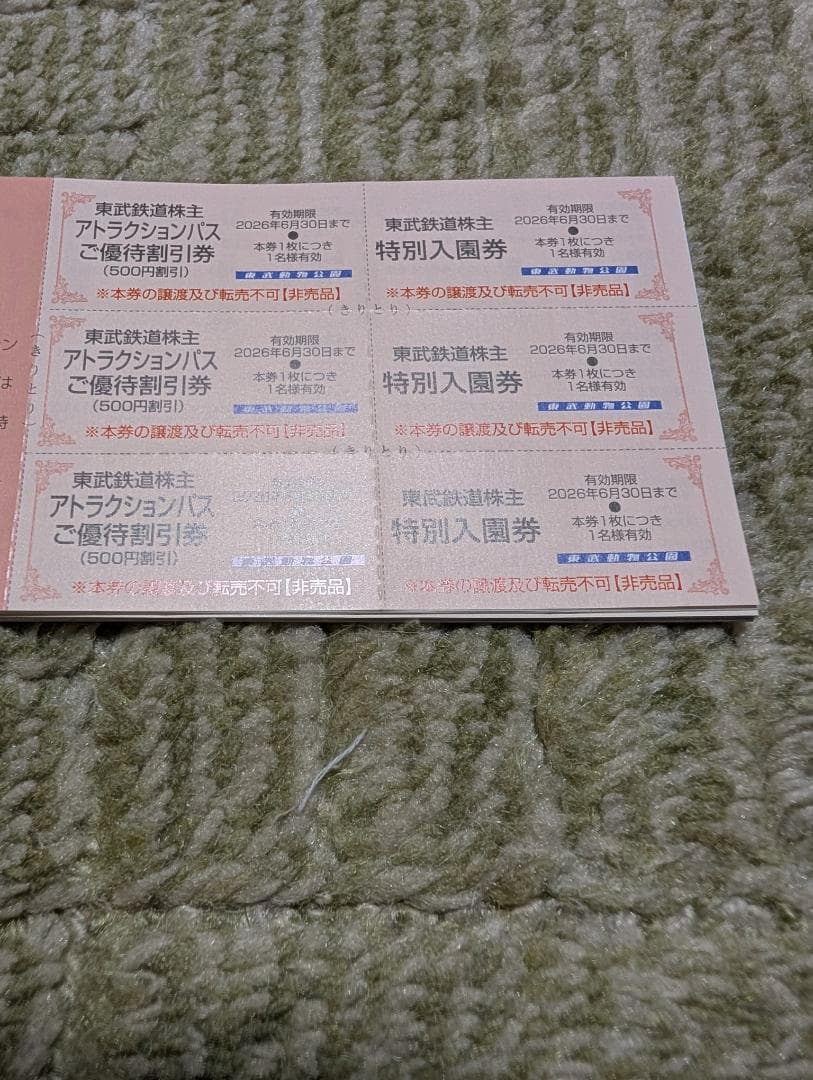 東武鉄道株主
アトラクションパス
ご優待割引券
(500円割引)
有効期限
2026年6月30日まで
●
本券1枚につき
1名様有効
東武動物公園
※本券の譲渡及び転売不可【非売品】
東武鉄道株主
特別入園券
有効期限
2026年6月30日まで
●
本券1枚につき
1名様有効
東武動物公園
※本券の譲渡及び転売不可【非売品】
(きりとり)
東武鉄道株主
アトラクションパス
ご優待割引券
(500円割引)
有効期限
2026年6月30日まで
●
本券1枚につき
1名様有効
東武動物公園
※本券の譲渡及び転売不可【非売品】
東武鉄道株主
特別入園券
有効期限
2026年6月30日まで
●
本券1枚につき
1名様有効
東武動物公園
※本券の譲渡及び転売不可【非売品】
(きりとり)
東武鉄道株主
アトラクションパス
ご優待割引券
(500円割引)
東武動物公園
※本券の譲渡及び転売不可【非売品】
東武鉄道株主
特別入園券
有効期限
2026年6月30日まで
●
本券1枚につき
1名様有効
東武動物公園
※本券の譲渡及び転売不可【非売品】
(きりとり)
ン
は
時